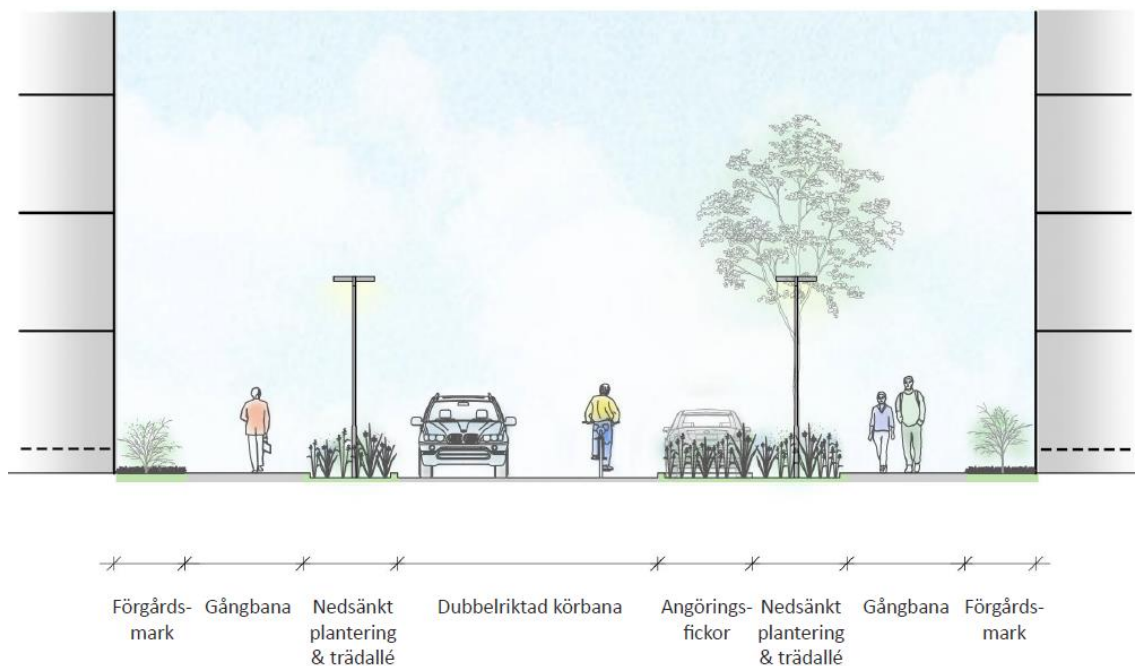 Förgårds-
mark
Gångbana
Nedsänkt
plantering
& trädallé
Dubbelriktad körbana
Angörings-
fickor
Nedsänkt
plantering
& trädallé
Gångbana
Förgårds-
mark